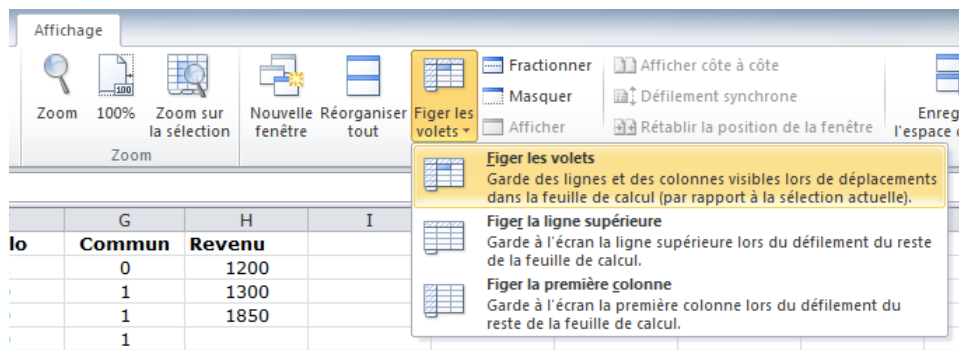 Affichage
Zoom
100%
Zoom sur
la sélection
Nouvelle
fenêtre
Réorganiser
tout
Figer les
volets
Fractionner
Masquer
Afficher
Afficher côte à côte
Défilement synchrone
Rétablir la position de la fenêtre
Enreg
l'espace
Zoom
100
Figer les volets
Garde des lignes et des colonnes visibles lors de déplacements
dans la feuille de calcul (par rapport à la sélection actuelle).
Figer la ligne supérieure
Garde à l'écran la ligne supérieure lors du défilement du reste
de la feuille de calcul.
Figer la première colonne
Garde à l'écran la première colonne lors du défilement du
reste de la feuille de calcul.
G H I
lo Commun Revenu
0 1200
1 1300
1 1850
1